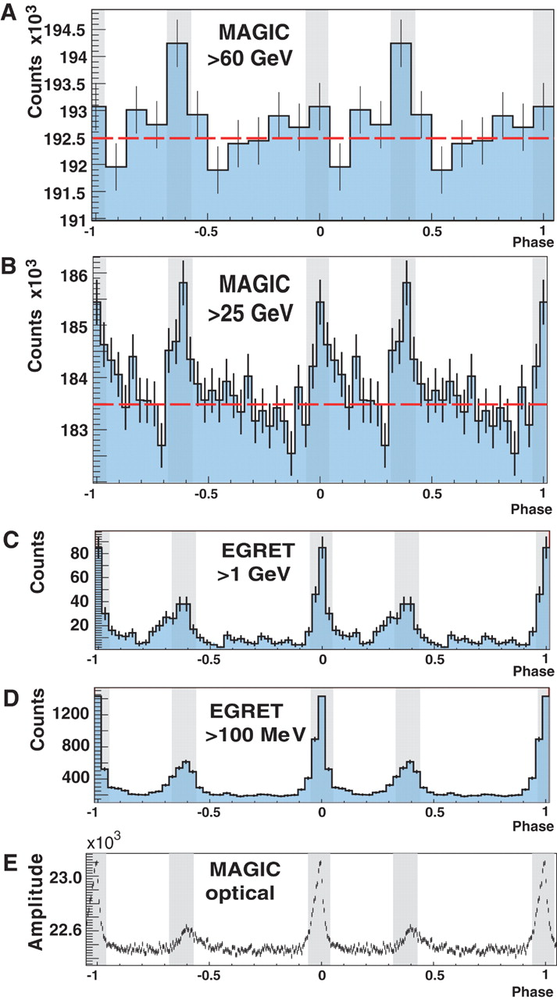 A
Counts x10³
194.5
194
193.5
193
192.5
192
191.5
191
MAGIC
>60 GeV
-1
-0.5
0
0.5
1
Phase
B
Counts x10³
186
185
184
183
MAGIC
>25 GeV
-1
-0.5
0
0.5
1
Phase
C
Counts
80
60
40
20
EGRET
>1 GeV
-1
-0.5
0
0.5
1
Phase
D
Counts
1200
800
400
EGRET
>100 MeV
-1
-0.5
0
0.5
1
Phase
x10³
E
Amplitude
23.0
22.6
MAGIC
optical
-1
-0.5
0
0.5
1
Phase